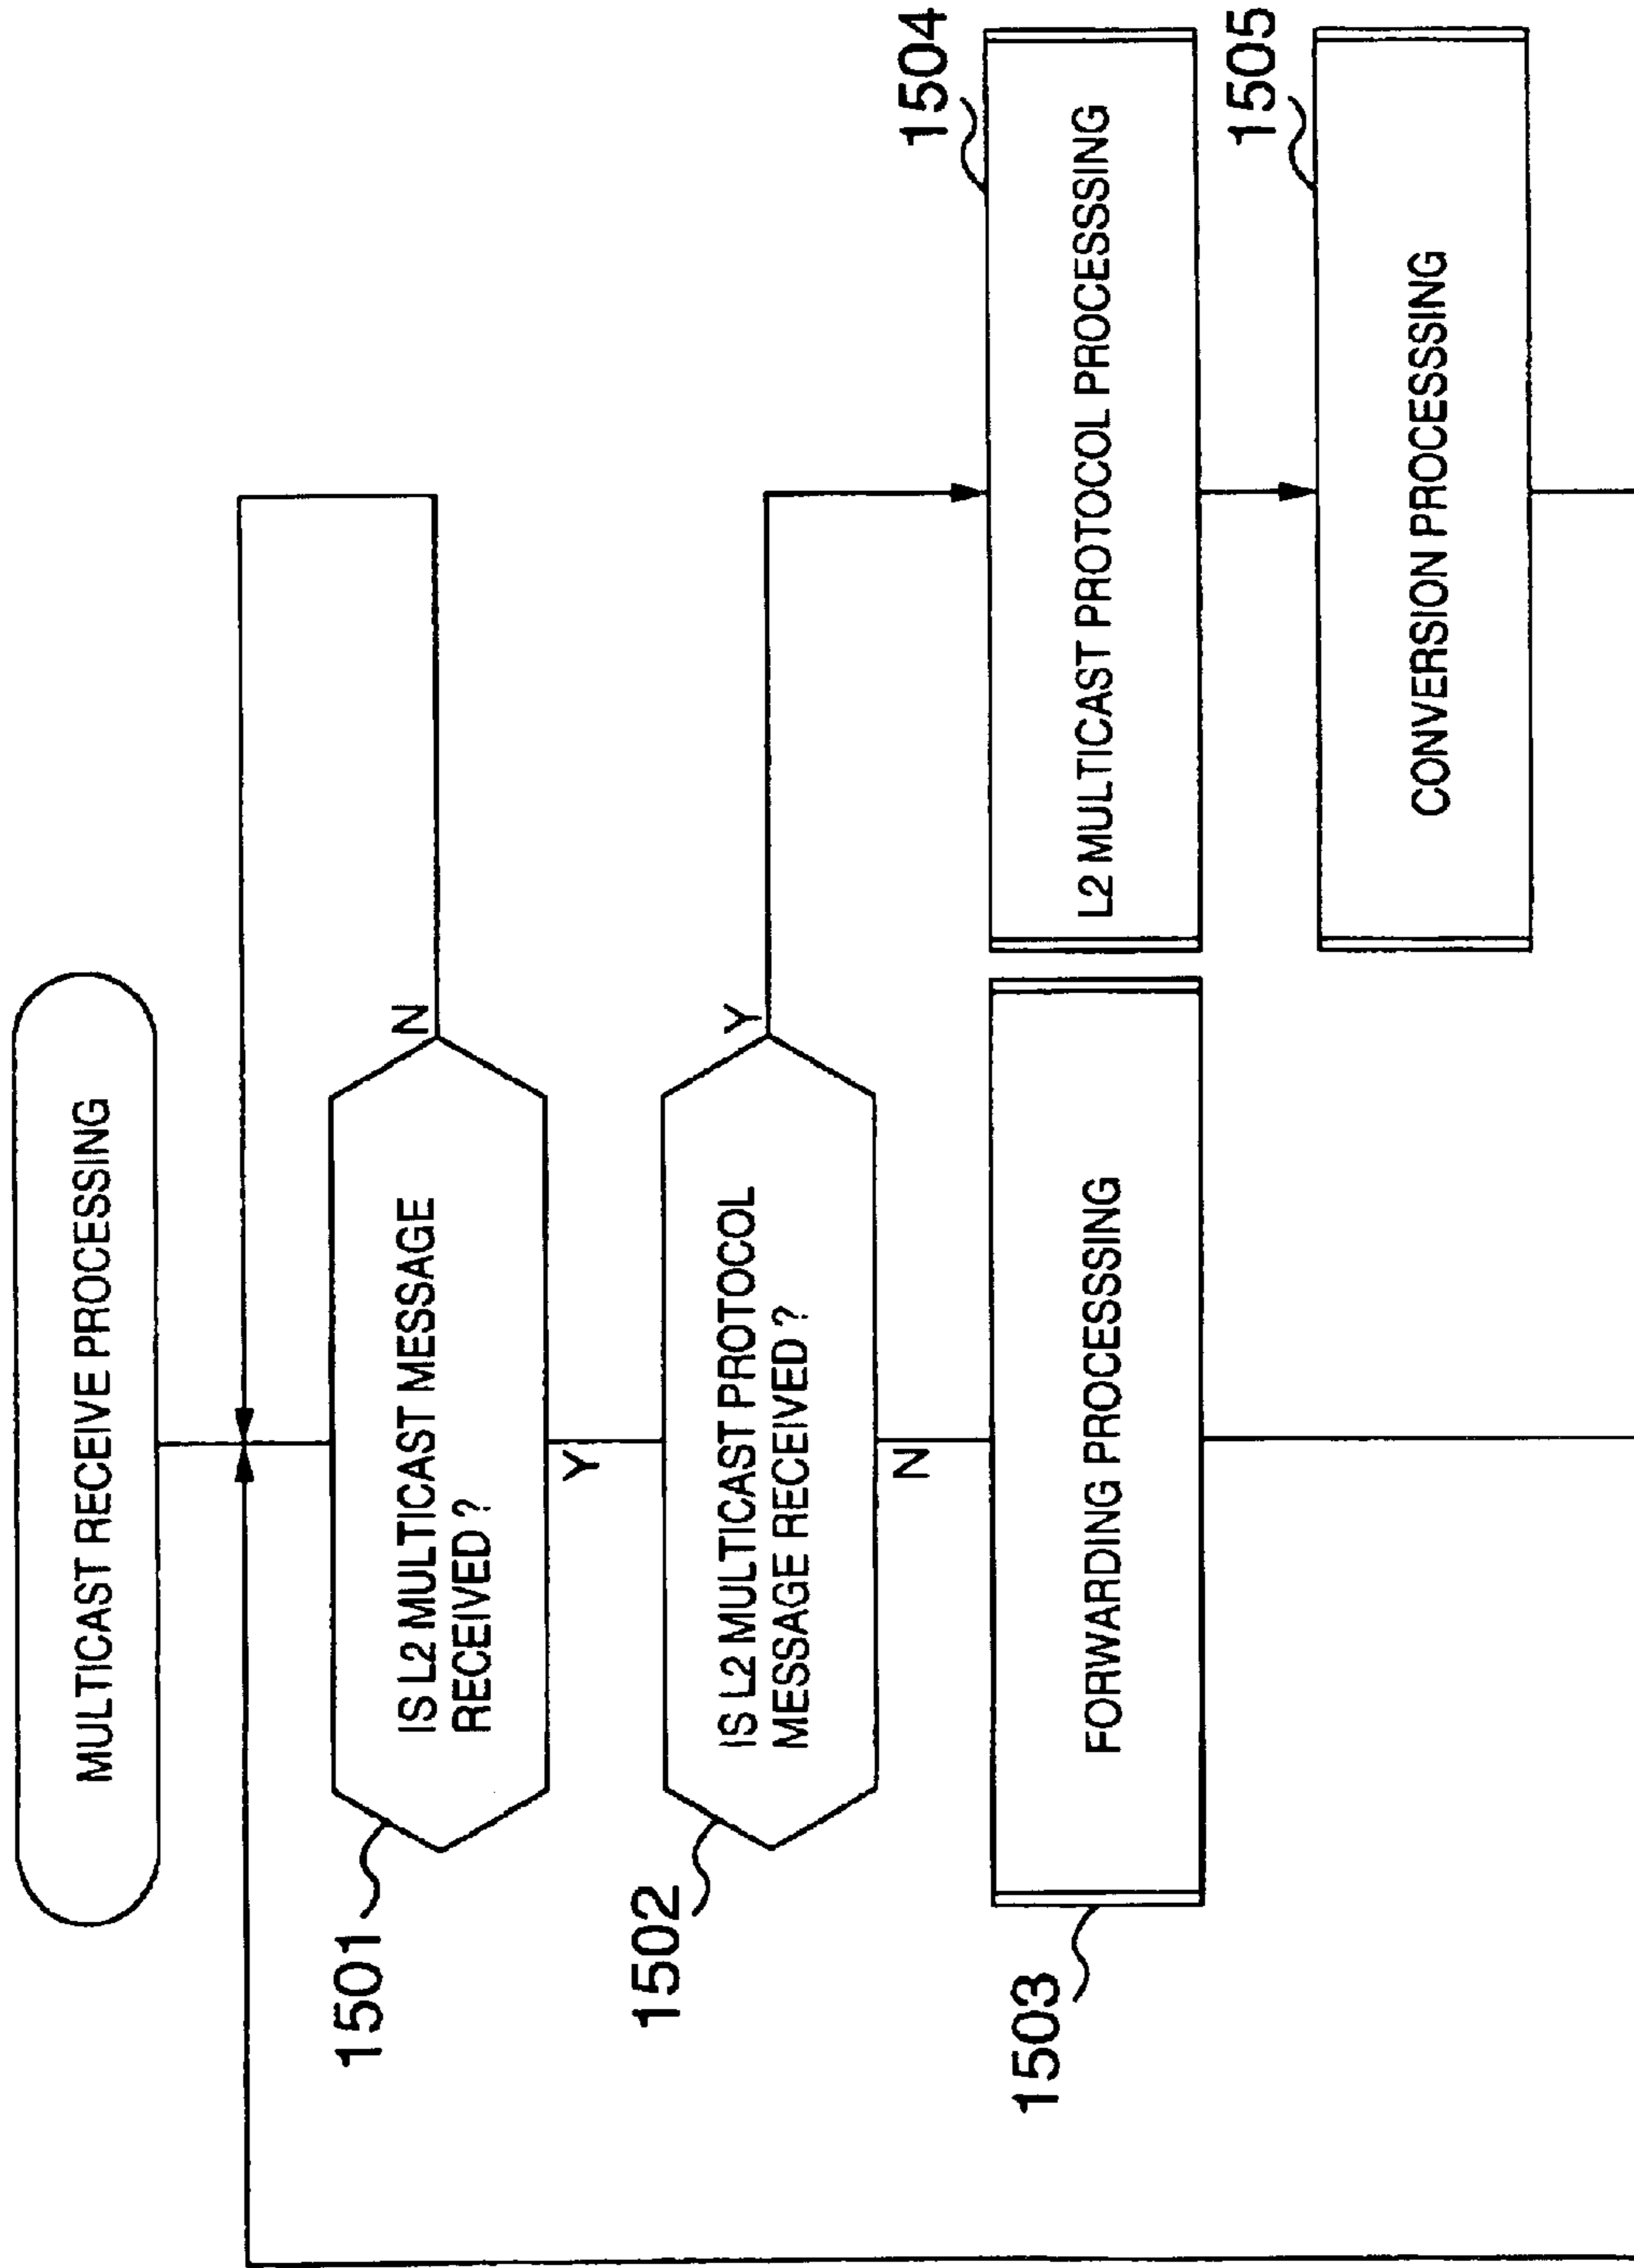 MULTICAST RECEIVE PROCESSING
1501
IS L2 MULTICAST MESSAGE
RECEIVED ?
N
Y
1502
IS L2 MULTICAST PROTOCOL
MESSAGE RECEIVED ?
Y
N
1503
FORWARDING PROCESSSING
1504
L2 MULTICAST PROTOCOL PROCESSSING
1505
CONVERSION PROCESSSING